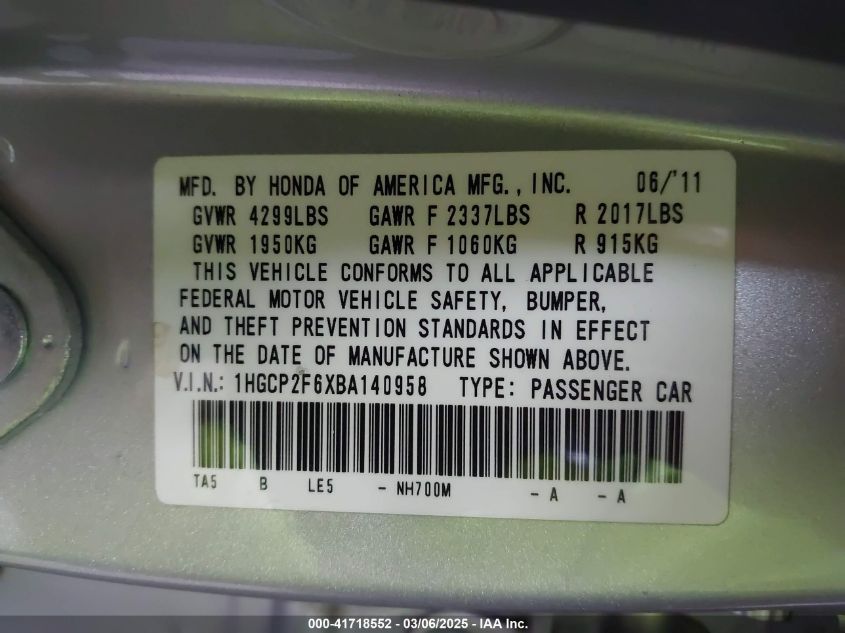 MFD. BY HONDA OF AMERICA MFG., INC. 06/'11
GVWR 4299LBS GAWR F 2337LBS R 2017LBS
GVWR 1950KG GAWR F 1060KG R 915KG
THIS VEHICLE CONFORMS TO ALL APPLICABLE
FEDERAL MOTOR VEHICLE SAFETY, BUMPER,
AND THEFT PREVENTION STANDARDS IN EFFECT
ON THE DATE OF MANUFACTURE SHOWN ABOVE.
V.I.N.: 1HGCP2F6XBA140958 TYPE: PASSENGER CAR
TA5 B LE5 - NH700M - A - A
000-41718552 - 03/06/2025 - IAA Inc.